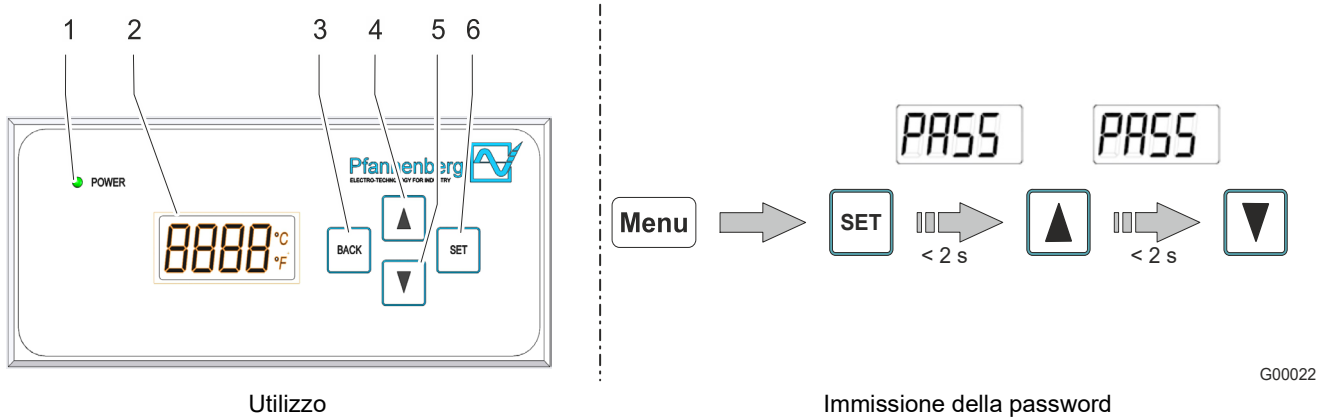 1 2 3 4 5 6
POWER
Pfannenberg
ELECTRO-TECHNOLOGY FOR INDUSTRY
8888 °C
°F
BACK
SET
PASS PASS
Menu
SET
< 2 s < 2 s
G00022
Utilizzo
Immissione della password